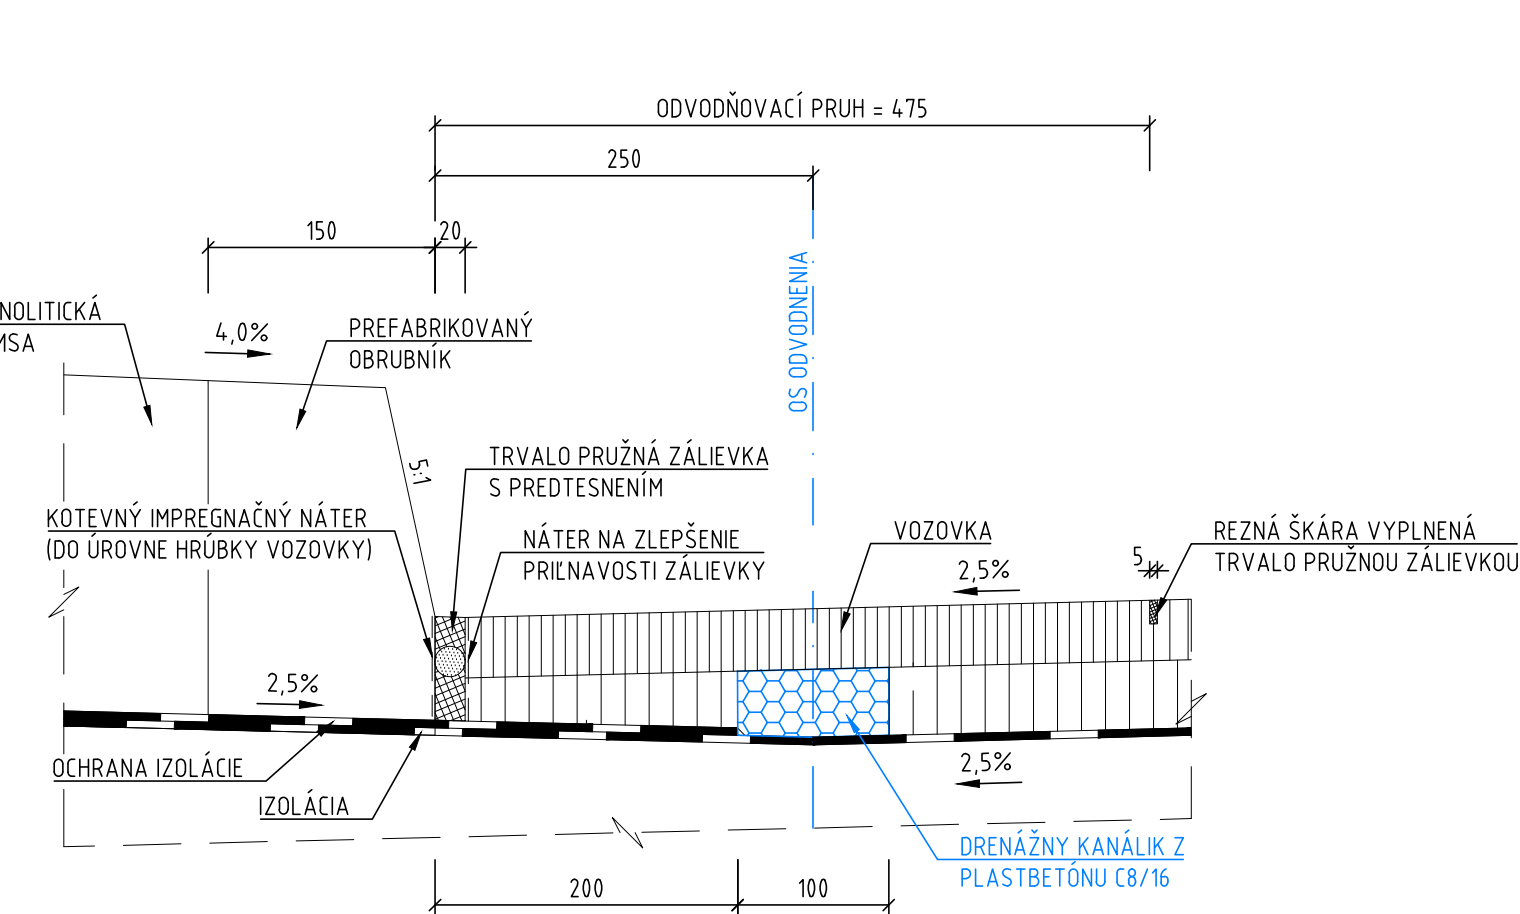 ODVODŇOVACÍ PRUH = 475
250
150
20
OS ODVODNENIA
NOLITICKÁ
MSA
4,0%
PREFABRIKOVANÝ
OBRUBNÍK
5:1
TRVALO PRUŽNÁ ZÁLIEVKA
S PREDTESNENÍM
KOTEVNÝ IMPREGNAČNÝ NÁTER
(DO ÚROVNE HRÚBKY VOZOVKY)
NÁTER NA ZLEPŠENIE
PRIĽNAVOSTI ZÁLIEVKY
VOZOVKA
2,5%
5
REZNÁ ŠKÁRA VYPLNENÁ
TRVALO PRUŽNOU ZÁLIEVKOU
2,5%
OCHRANA IZOLÁCIE
IZOLÁCIA
2,5%
DRENÁŽNY KANÁLIK Z
PLASTBETÓNU C8/16
200
100